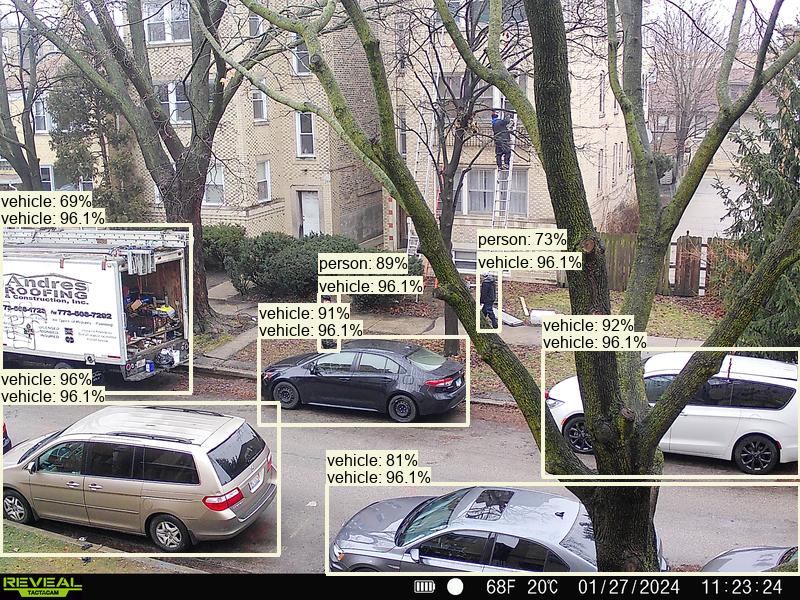 vehicle: 69%
vehicle: 96.1%
person: 73%
vehicle: 96.1%
person: 89%
vehicle: 96.1%
vehicle: 91%
vehicle: 96.1%
vehicle: 92%
vehicle: 96.1%
Andres
ROOFING
& Construction, Inc.
773-508-7202
vehicle: 96%
vehicle: 96.1%
vehicle: 81%
vehicle: 96.1%
REVEAL
TACTACAM
68F 20°C 01/27/2024 11:23:24